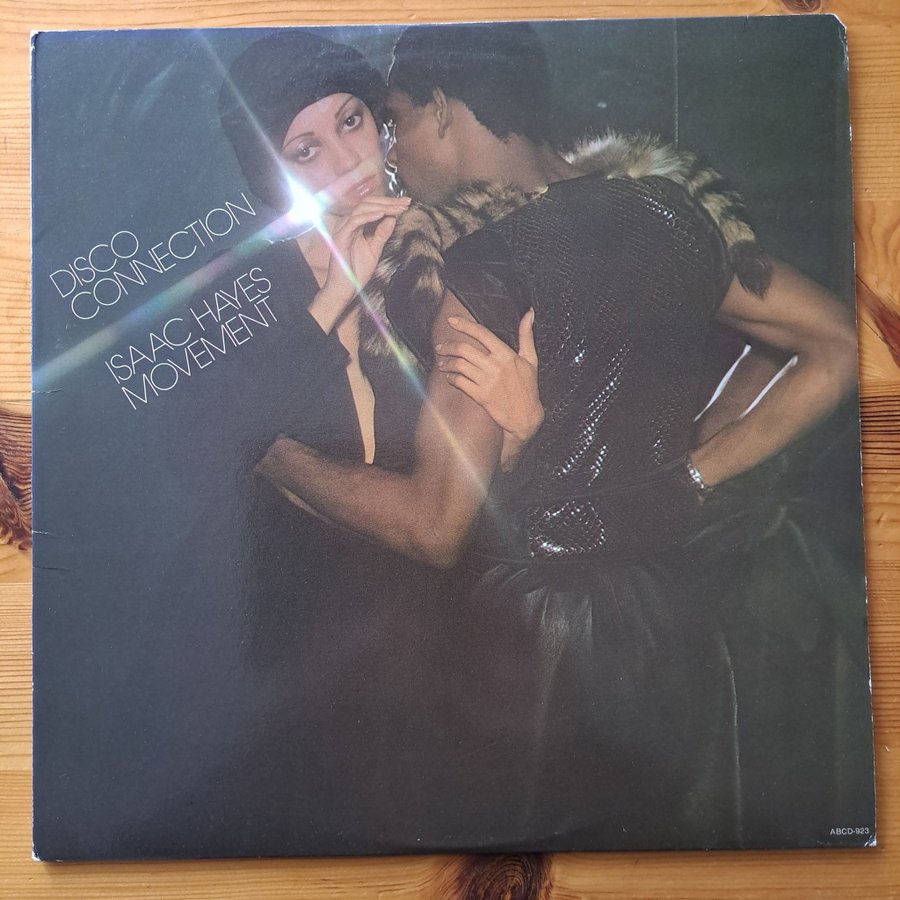 DISCO
CONNECTION
ISAAC HAYES
MOVEMENT
ABCD-923